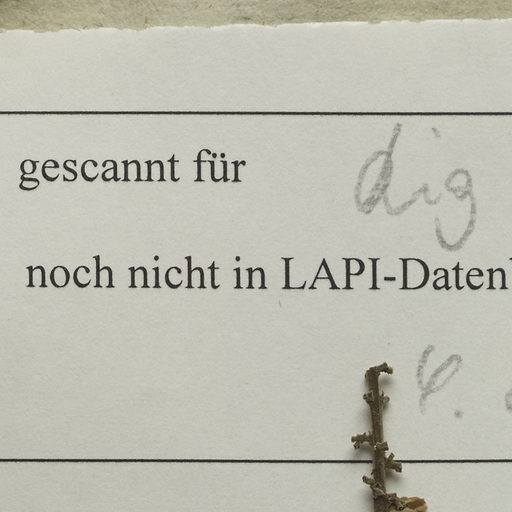 gescannt für dig
noch nicht in LAPI-Daten